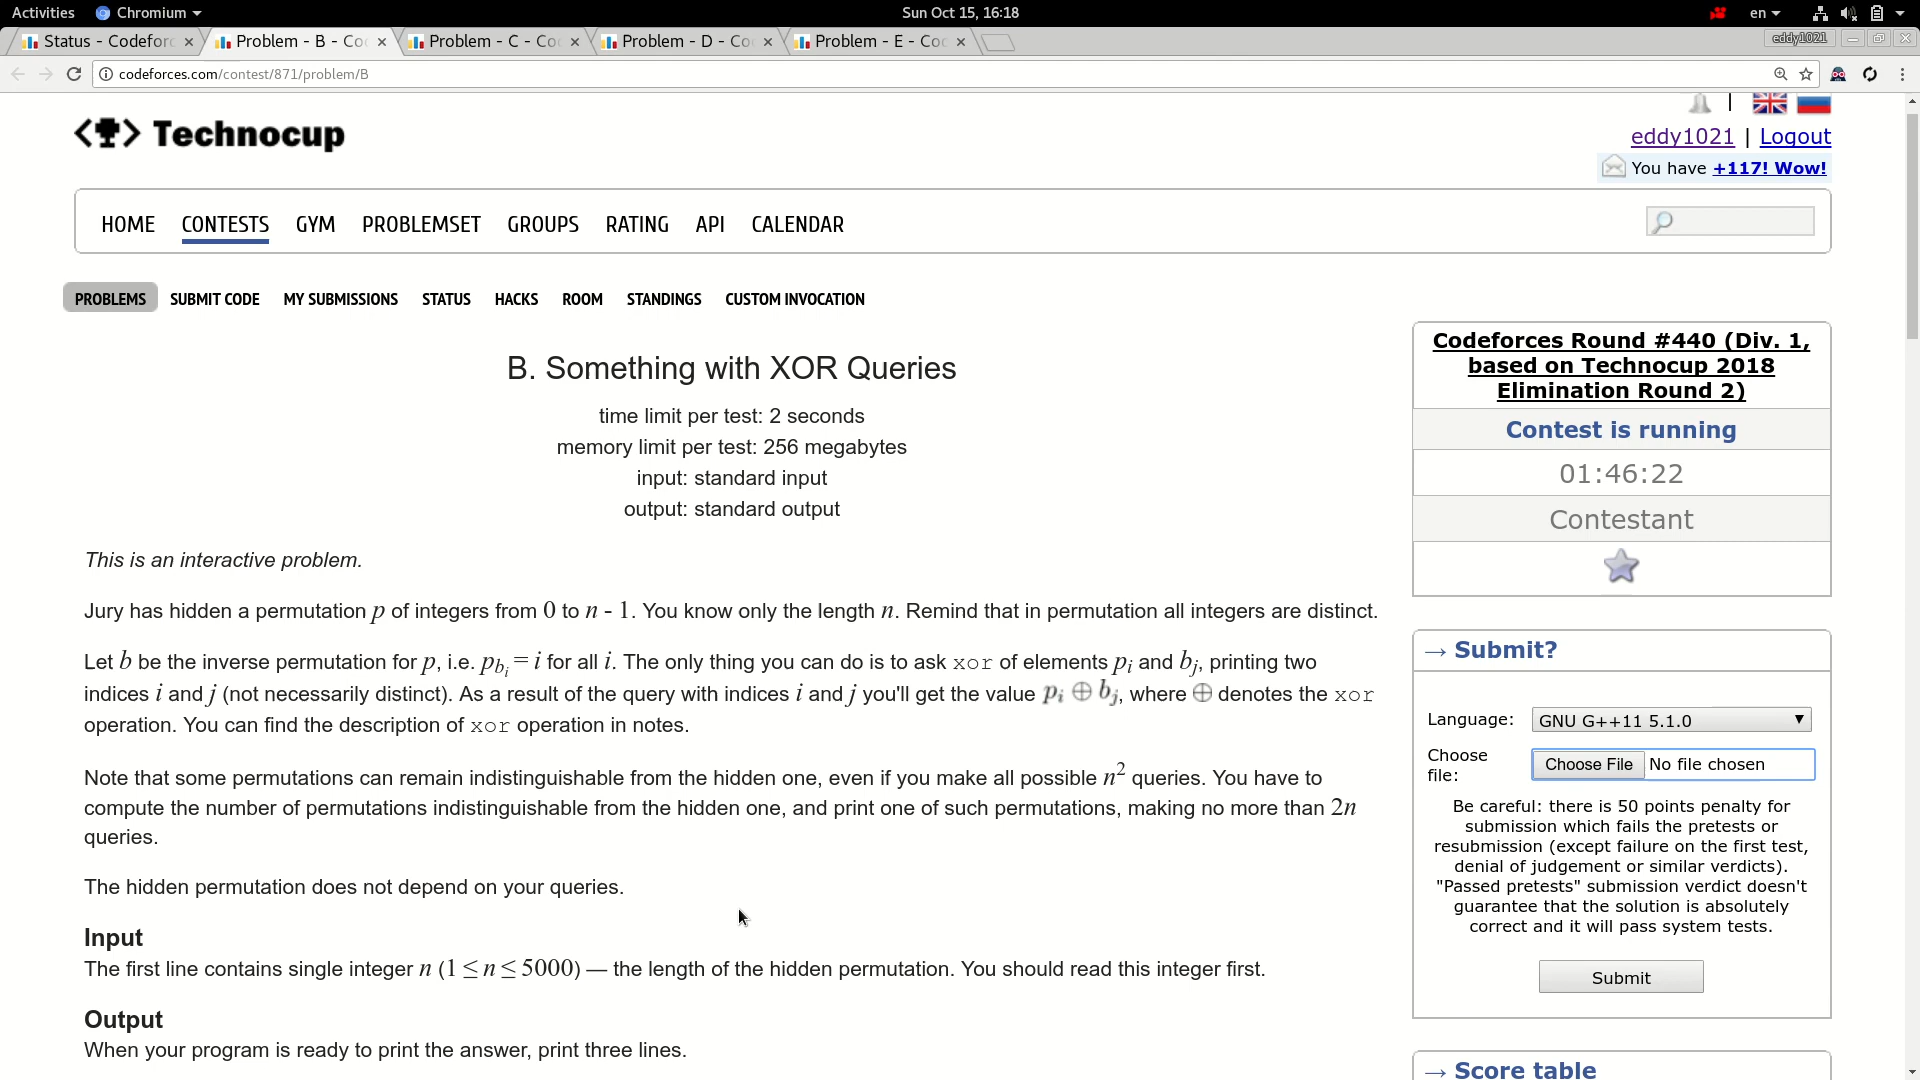 Activities Chromium Sun Oct 15, 16:18 en
Status - Codeforc Problem - B - Co Problem - C - Co Problem - D - Co Problem - E - Co eddy1021
codeforces.com/contest/871/problem/B
Technocup
eddy1021 | Logout
You have +117! Wow!
HOME CONTESTS GYM PROBLEMSET GROUPS RATING API CALENDAR
PROBLEMS SUBMIT CODE MY SUBMISSIONS STATUS HACKS ROOM STANDINGS CUSTOM INVOCATION
B. Something with XOR Queries
time limit per test: 2 seconds
memory limit per test: 256 megabytes
input: standard input
output: standard output
This is an interactive problem.
Jury has hidden a permutation p of integers from 0 to n - 1. You know only the length n. Remind that in permutation all integers are distinct.
Let b be the inverse permutation for p, i.e. p_{b_i} = i for all i. The only thing you can do is to ask xor of elements p_i and b_j, printing two
indices i and j (not necessarily distinct). As a result of the query with indices i and j you'll get the value p_i ⊕ b_j, where ⊕ denotes the xor
operation. You can find the description of xor operation in notes.
Note that some permutations can remain indistinguishable from the hidden one, even if you make all possible n² queries. You have to
compute the number of permutations indistinguishable from the hidden one, and print one of such permutations, making no more than 2n
queries.
The hidden permutation does not depend on your queries.
Input
The first line contains single integer n (1 ≤ n ≤ 5000) — the length of the hidden permutation. You should read this integer first.
Output
When your program is ready to print the answer, print three lines.
Codeforces Round #440 (Div. 1,
based on Technocup 2018
Elimination Round 2)
Contest is running
01:46:22
Contestant
→ Submit?
Language: GNU G++11 5.1.0
Choose
file: Choose File No file chosen
Be careful: there is 50 points penalty for
submission which fails the pretests or
resubmission (except failure on the first test,
denial of judgement or similar verdicts).
"Passed pretests" submission verdict doesn't
guarantee that the solution is absolutely
correct and it will pass system tests.
Submit
→ Score table